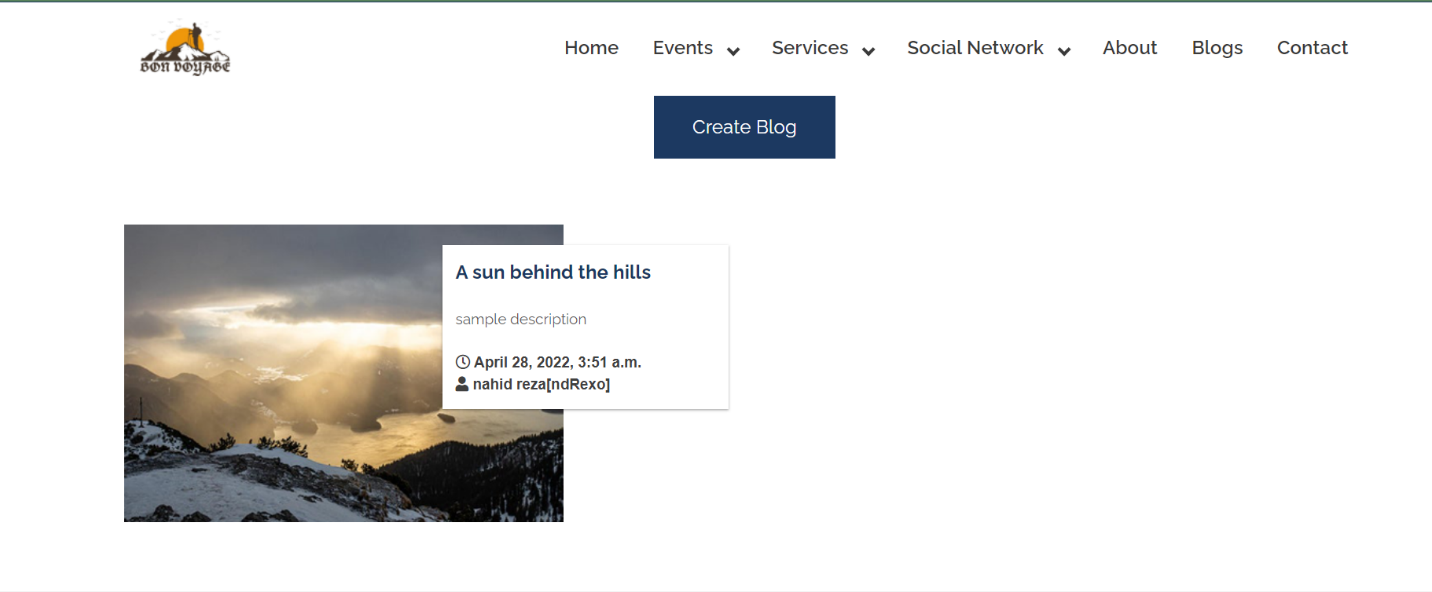 BON VOYAGE
Home Events Services Social Network About Blogs Contact
Create Blog
A sun behind the hills
sample description
April 28, 2022, 3:51 a.m.
nahid reza[ndRexo]